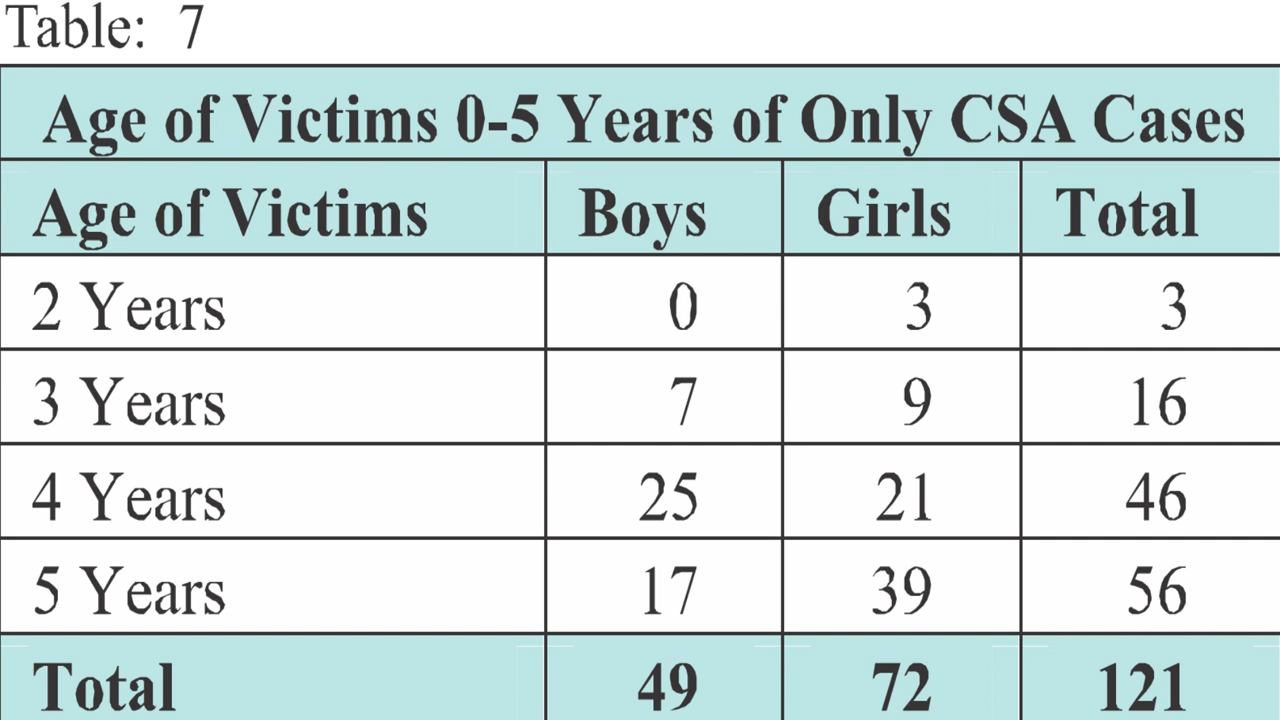 Table: 7
Age of Victims 0-5 Years of Only CSA Cases
Age of Victims Boys Girls Total
2 Years 0 3 3
3 Years 7 9 16
4 Years 25 21 46
5 Years 17 39 56
Total 49 72 121